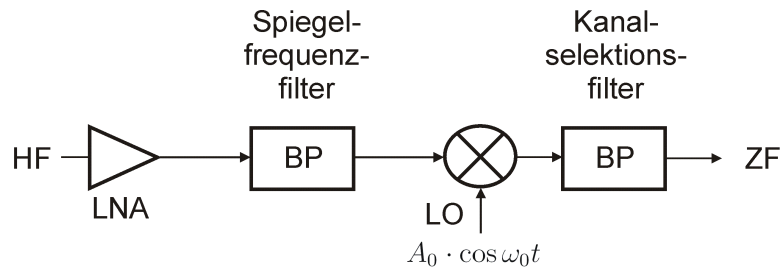 Spiegel-
frequenz-
filter
Kanal-
selektions-
filter
HF
LNA
BP
LO
BP
ZF
A₀ · cos ω₀t